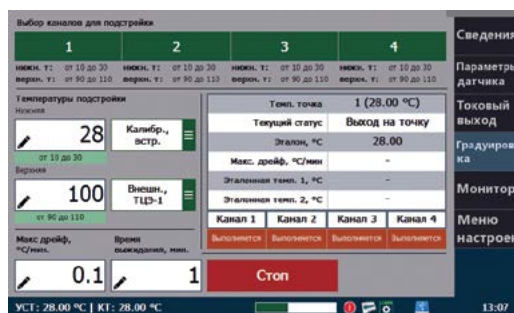 Выбор каналов для подстройки
1 2 3 4
нижн. т: от 10 до 30 нижн. т: от 10 до 30 нижн. т: от 10 до 30 нижн. т: от 10 до 30
верхн. т: от 90 до 110 верхн. т: от 90 до 110 верхн. т: от 90 до 110 верхн. т: от 90 до 110
Температуры подстройки
Нижняя
28
от 10 до 30
Калибр., встр.
Верхняя
100
от 90 до 110
Внешн., ТЦЭ-1
Макс дрейф, °С/мин.
0.1
Время выжидания, мин.
1
Темп. точка 1 (28.00 °С)
Текущий статус Выход на точку
Эталон, °С 28.00
Макс. дрейф, °С/мин -
Эталонная темп. 1, °С -
Эталонная темп. 2, °С -
Канал 1 Канал 2 Канал 3 Канал 4
Выполняется Выполняется Выполняется Выполняется
Стоп
Сведения
Параметры
датчика
Токовый
выход
Градуиров
ка
Монитор
Меню
настроек
УСТ: 28.00 °C | КТ: 28.00 °C
13:07